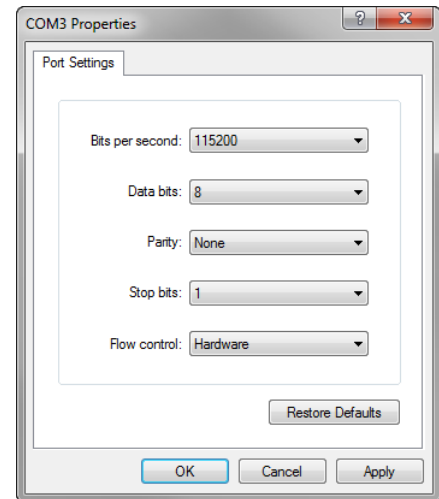 COM3 Properties
Port Settings
Bits per second: 115200
Data bits: 8
Parity: None
Stop bits: 1
Flow control: Hardware
Restore Defaults
OK Cancel Apply